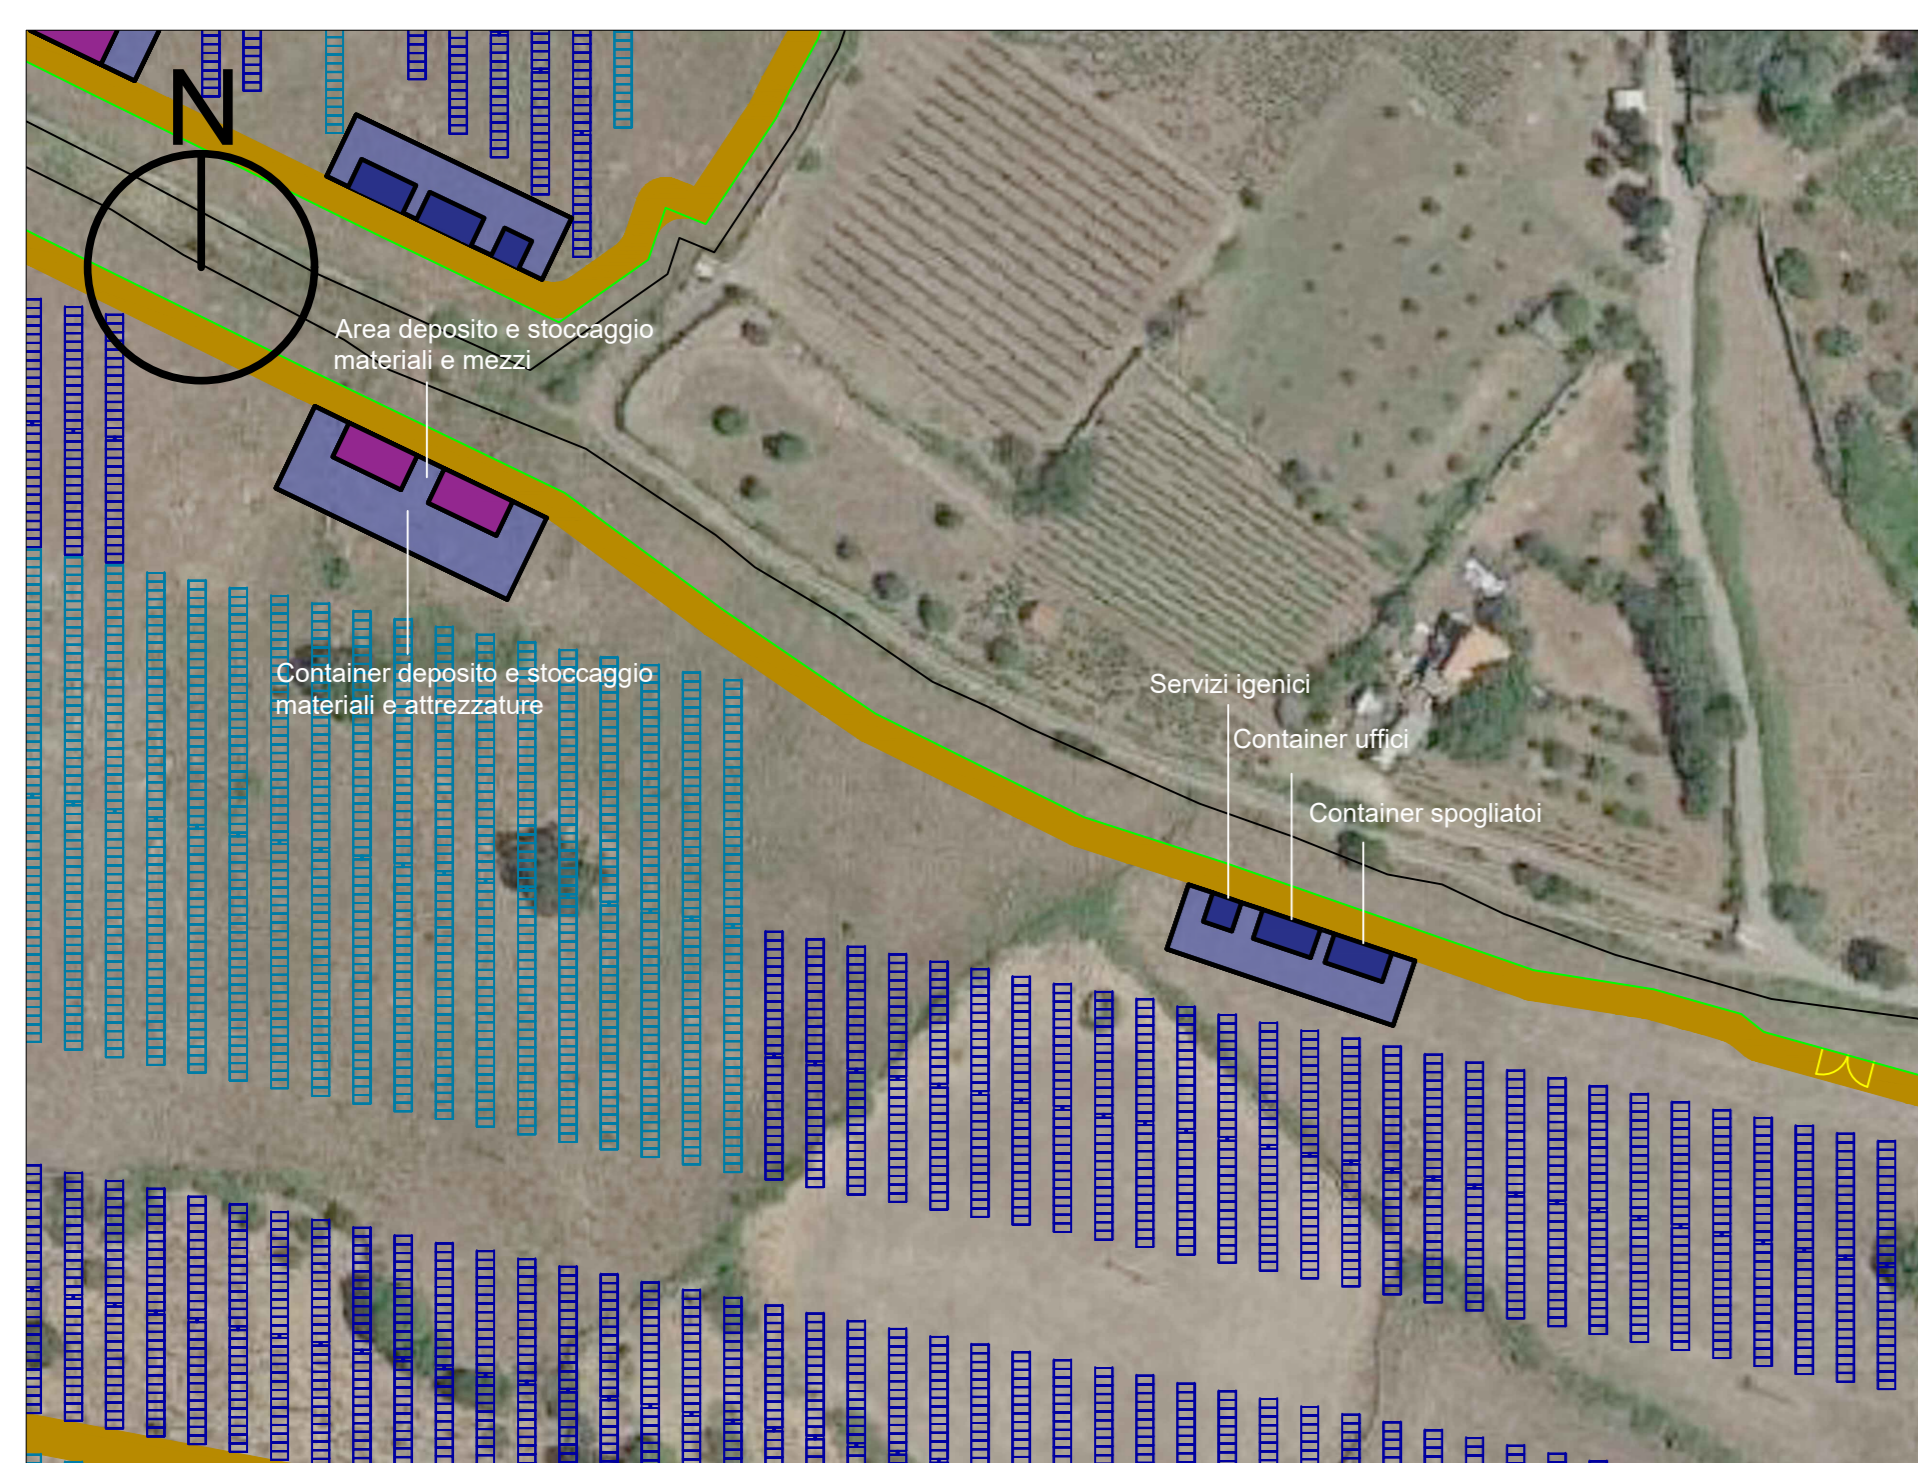 N
Area deposito e stoccaggio
materiali e mezzi
Container deposito e stoccaggio
materiali e attrezzature
Servizi igenici
Container uffici
Container spogliatoi